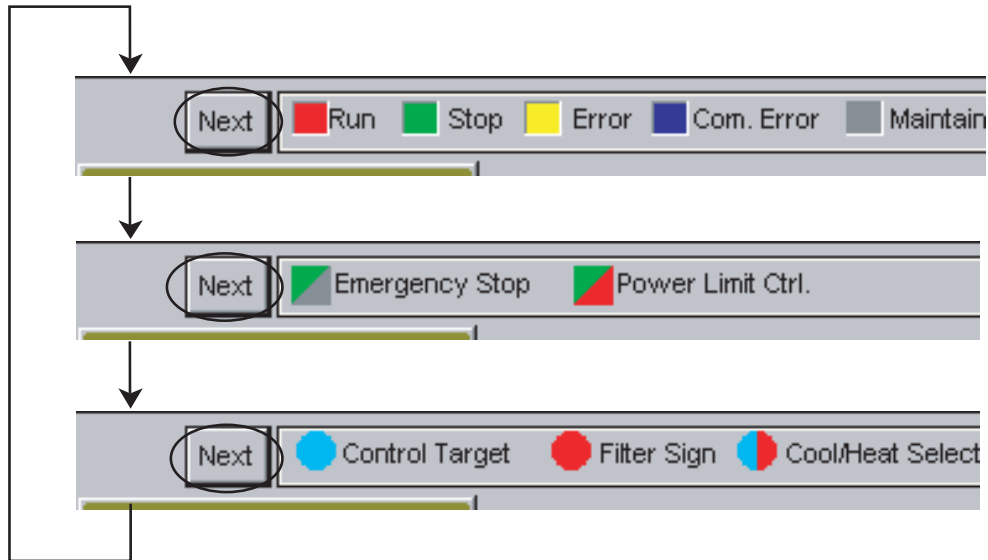 Next Run Stop Error Com. Error Maintain
Next Emergency Stop Power Limit Ctrl.
Next Control Target Filter Sign Cool/Heat Select